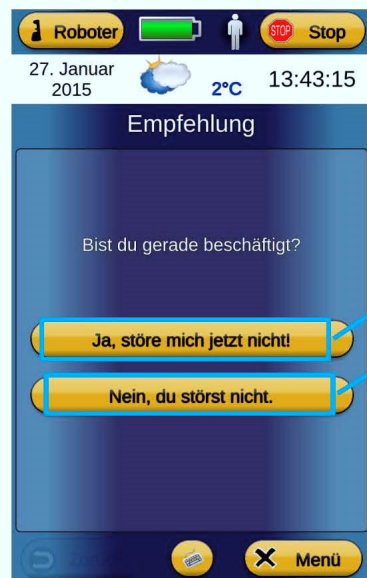 Roboter
STOP
Stop
27. Januar
2015
2°C
13:43:15
Empfehlung
Bist du gerade beschäftigt?
Ja, störe mich jetzt nicht!
Nein, du störst nicht.
Menü